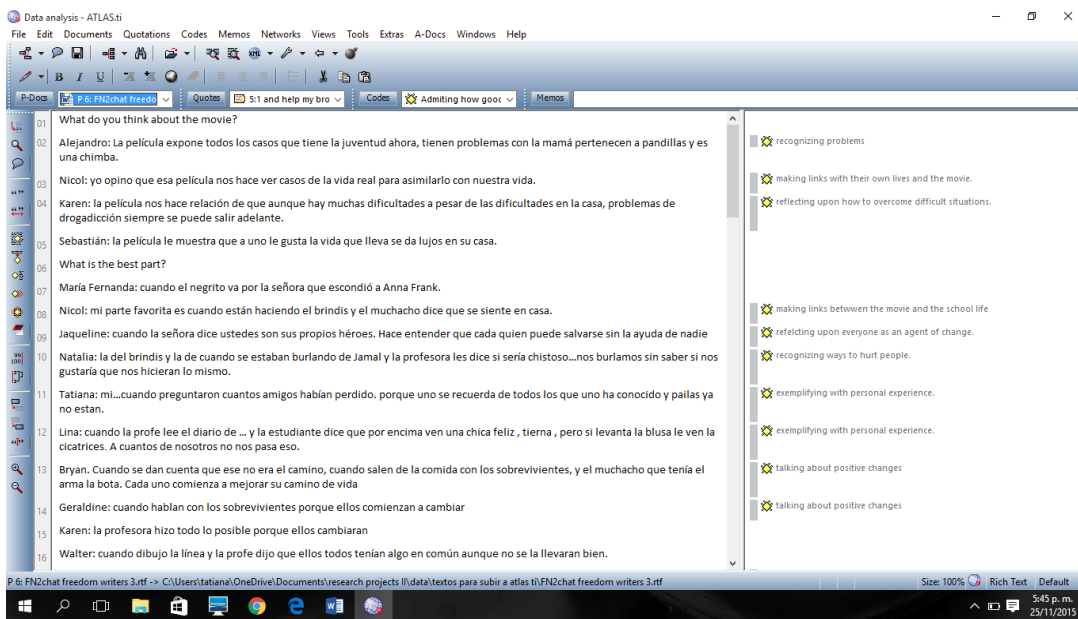 Data analysis - ATLAS.ti
File Edit Documents Quotations Codes Memos Networks Views Tools Extras A-Docs Windows Help
B I U
P-Docs P 6: FN2chat freedo Quotes 5:1 and help my bro Codes Admiting how gooc Memos
01 What do you think about the movie?
02 Alejandro: La película expone todos los casos que tiene la juventud ahora, tienen problemas con la mamá pertenecen a pandillas y es
una chimba.
recognizing problems
03 Nicol: yo opino que esa película nos hace ver casos de la vida real para asimilarlo con nuestra vida.
making links with their own lives and the movie.
04 Karen: la película nos hace relación de que aunque hay muchas dificultades a pesar de las dificultades en la casa, problemas de
drogadicción siempre se puede salir adelante.
reflecting upon how to overcome difficult situations.
05 Sebastián: la película le muestra que a uno le gusta la vida que lleva se da lujos en su casa.
06 What is the best part?
07 María Fernanda: cuando el negrito va por la señora que escondió a Anna Frank.
08 Nicol: mi parte favorita es cuando están haciendo el brindis y el muchacho dice que se siente en casa.
making links betwwen the movie and the school life
09 Jaqueline: cuando la señora dice ustedes son sus propios héroes. Hace entender que cada quien puede salvarse sin la ayuda de nadie
refelcting upon everyone as an agent of change.
10 Natalia: la del brindis y la de cuando se estaban burlando de Jamal y la profesora les dice si sería chistoso...nos burlamos sin saber si nos
gustaría que nos hicieran lo mismo.
recognizing ways to hurt people.
11 Tatiana: mi...cuando preguntaron cuantos amigos habían perdido. porque uno se recuerda de todos los que uno ha conocido y pailas ya
no estan.
exemplifying with personal experience.
12 Lina: cuando la profe lee el diario de ... y la estudiante dice que por encima ven una chica feliz , tierna , pero si levanta la blusa le ven la
cicatrices. A cuantos de nosotros no nos pasa eso.
exemplifying with personal experience.
13 Bryan. Cuando se dan cuenta que ese no era el camino, cuando salen de la comida con los sobrevivientes, y el muchacho que tenía el
arma la bota. Cada uno comienza a mejorar su camino de vida
talking about positive changes
14 Geraldine: cuando hablan con los sobrevivientes porque ellos comienzan a cambiar
talking about positive changes
15 Karen: la profesora hizo todo lo posible porque ellos cambiaran
16 Walter: cuando dibujo la línea y la profe dijo que ellos todos tenían algo en común aunque no se la llevaran bien.
P 6: FN2chat freedom writers 3.rtf -> C:\Users\tatiana\OneDrive\Documents\research projects II\data\textos para subir a atlas ti\FN2chat freedom writers 3.rtf
Size: 100% Rich Text Default
5:45 p. m.
25/11/2015